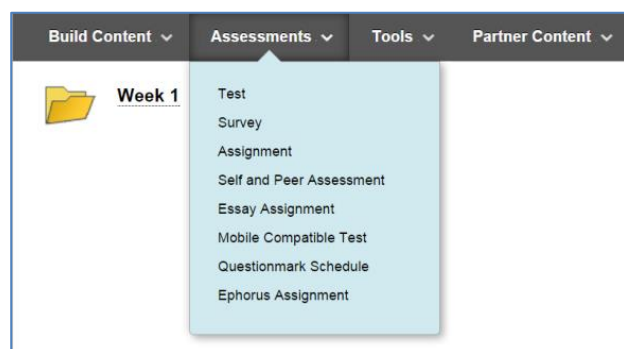 Build Content Assessments Tools Partner Content
Week 1
Test
Survey
Assignment
Self and Peer Assessment
Essay Assignment
Mobile Compatible Test
Questionmark Schedule
Ephorus Assignment